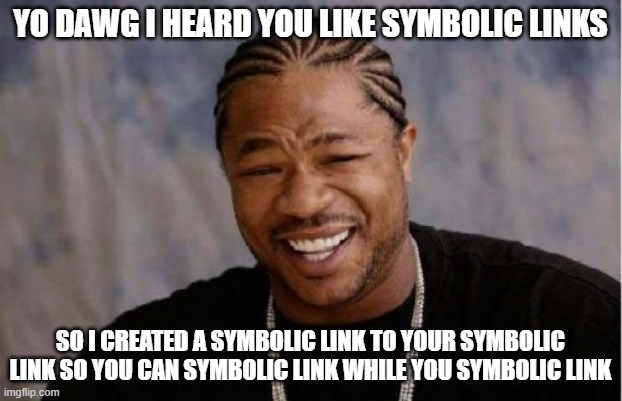 YO DAWG I HEARD YOU LIKE SYMBOLIC LINKS
SO I CREATED A SYMBOLIC LINK TO YOUR SYMBOLIC
LINK SO YOU CAN SYMBOLIC LINK WHILE YOU SYMBOLIC LINK
imgflip.com